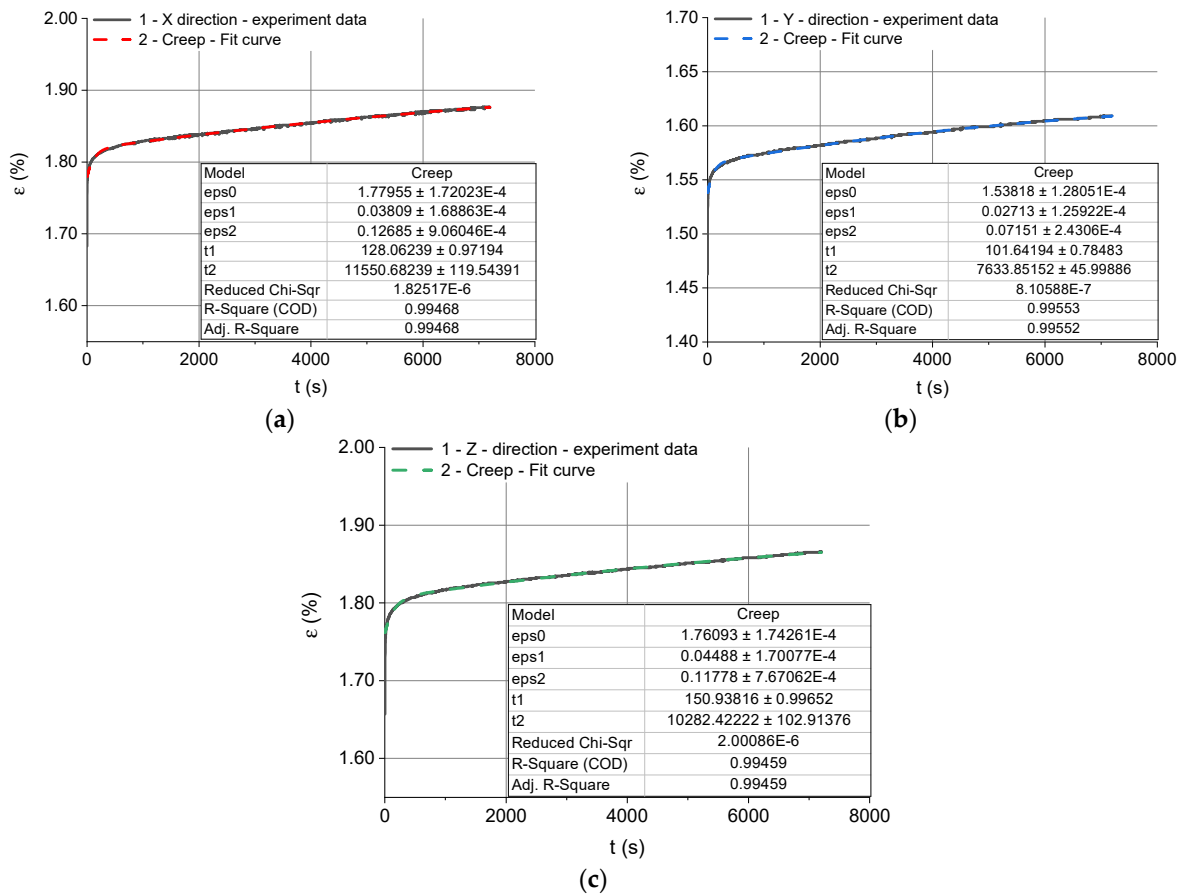 1 - X direction - experiment data
2 - Creep - Fit curve
2.00
1.90
1.80
1.70
1.60
ε (%)
Model Creep
eps0 1.77955 ± 1.72023E-4
eps1 0.03809 ± 1.68863E-4
eps2 0.12685 ± 9.06046E-4
t1 128.06239 ± 0.97194
t2 11550.68239 ± 119.54391
Reduced Chi-Sqr 1.82517E-6
R-Square (COD) 0.99468
Adj. R-Square 0.99468
0 2000 4000 6000 8000
t (s)
(a)
1 - Y - direction - experiment data
2 - Creep - Fit curve
1.70
1.65
1.60
1.55
1.50
1.45
1.40
ε (%)
Model Creep
eps0 1.53818 ± 1.28051E-4
eps1 0.02713 ± 1.25922E-4
eps2 0.07151 ± 2.4306E-4
t1 101.64194 ± 0.78483
t2 7633.85152 ± 45.99886
Reduced Chi-Sqr 8.10588E-7
R-Square (COD) 0.99553
Adj. R-Square 0.99552
0 2000 4000 6000 8000
t (s)
(b)
1 - Z - direction - experiment data
2 - Creep - Fit curve
2.00
1.90
1.80
1.70
1.60
ε (%)
Model Creep
eps0 1.76093 ± 1.74261E-4
eps1 0.04488 ± 1.70077E-4
eps2 0.11778 ± 7.67062E-4
t1 150.93816 ± 0.99652
t2 10282.42222 ± 102.91376
Reduced Chi-Sqr 2.00086E-6
R-Square (COD) 0.99459
Adj. R-Square 0.99459
0 2000 4000 6000 8000
t (s)
(c)